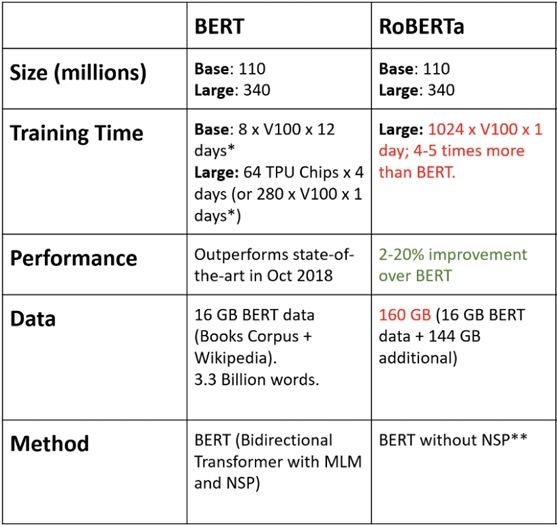 BERT
RoBERTa
Size (millions)
Base: 110
Large: 340
Base: 110
Large: 340
Training Time
Base: 8 x V100 x 12
days*
Large: 64 TPU Chips x 4
days (or 280 x V100 x 1
days*)
Large: 1024 x V100 x 1
day; 4-5 times more
than BERT.
Performance
Outperforms state-of-
the-art in Oct 2018
2-20% improvement
over BERT
Data
16 GB BERT data
(Books Corpus +
Wikipedia).
3.3 Billion words.
160 GB (16 GB BERT
data + 144 GB
additional)
Method
BERT (Bidirectional
Transformer with MLM
and NSP)
BERT without NSP**